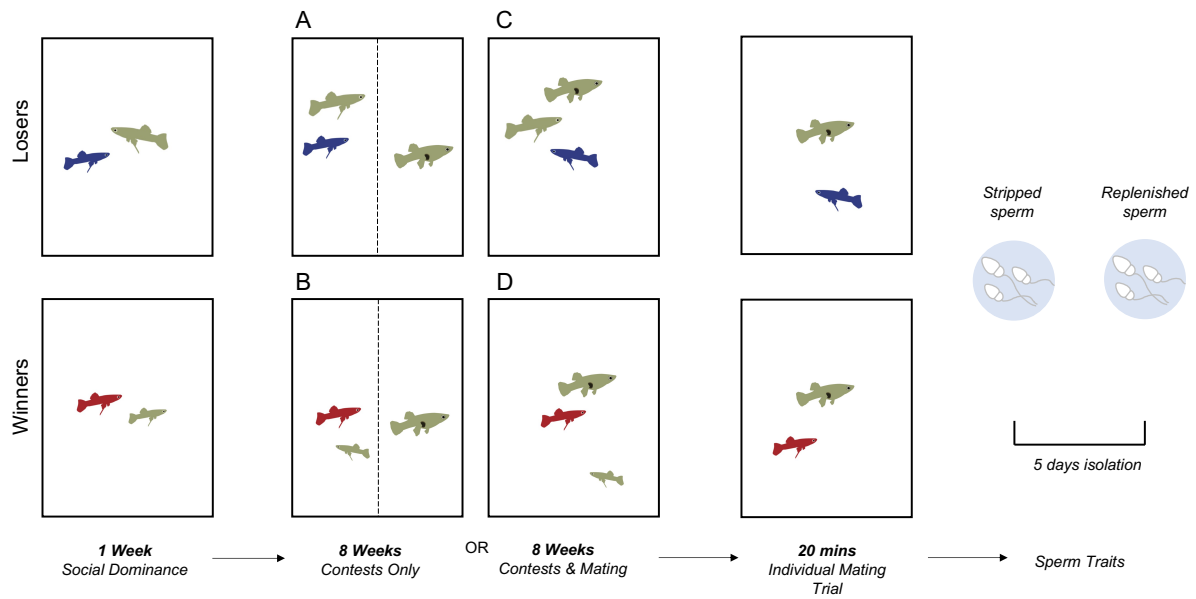 A
C
Losers
Stripped
sperm
Replenished
sperm
B
D
Winners
5 days isolation
1 Week
Social Dominance
8 Weeks
Contests Only
OR
8 Weeks
Contests & Mating
20 mins
Individual Mating
Trial
Sperm Traits